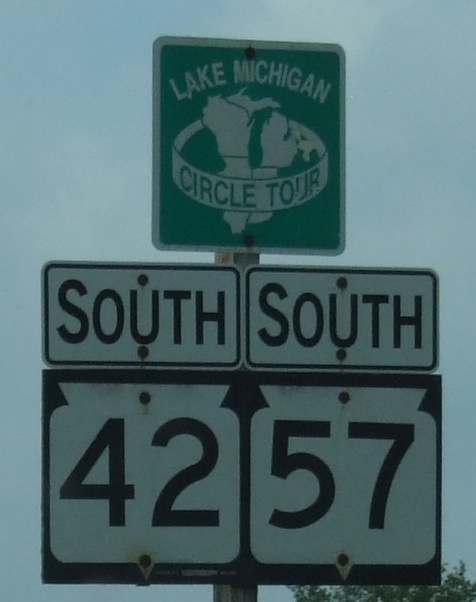 LAKE MICHIGAN
CIRCLE TOUR
SOUTH SOUTH
42 57